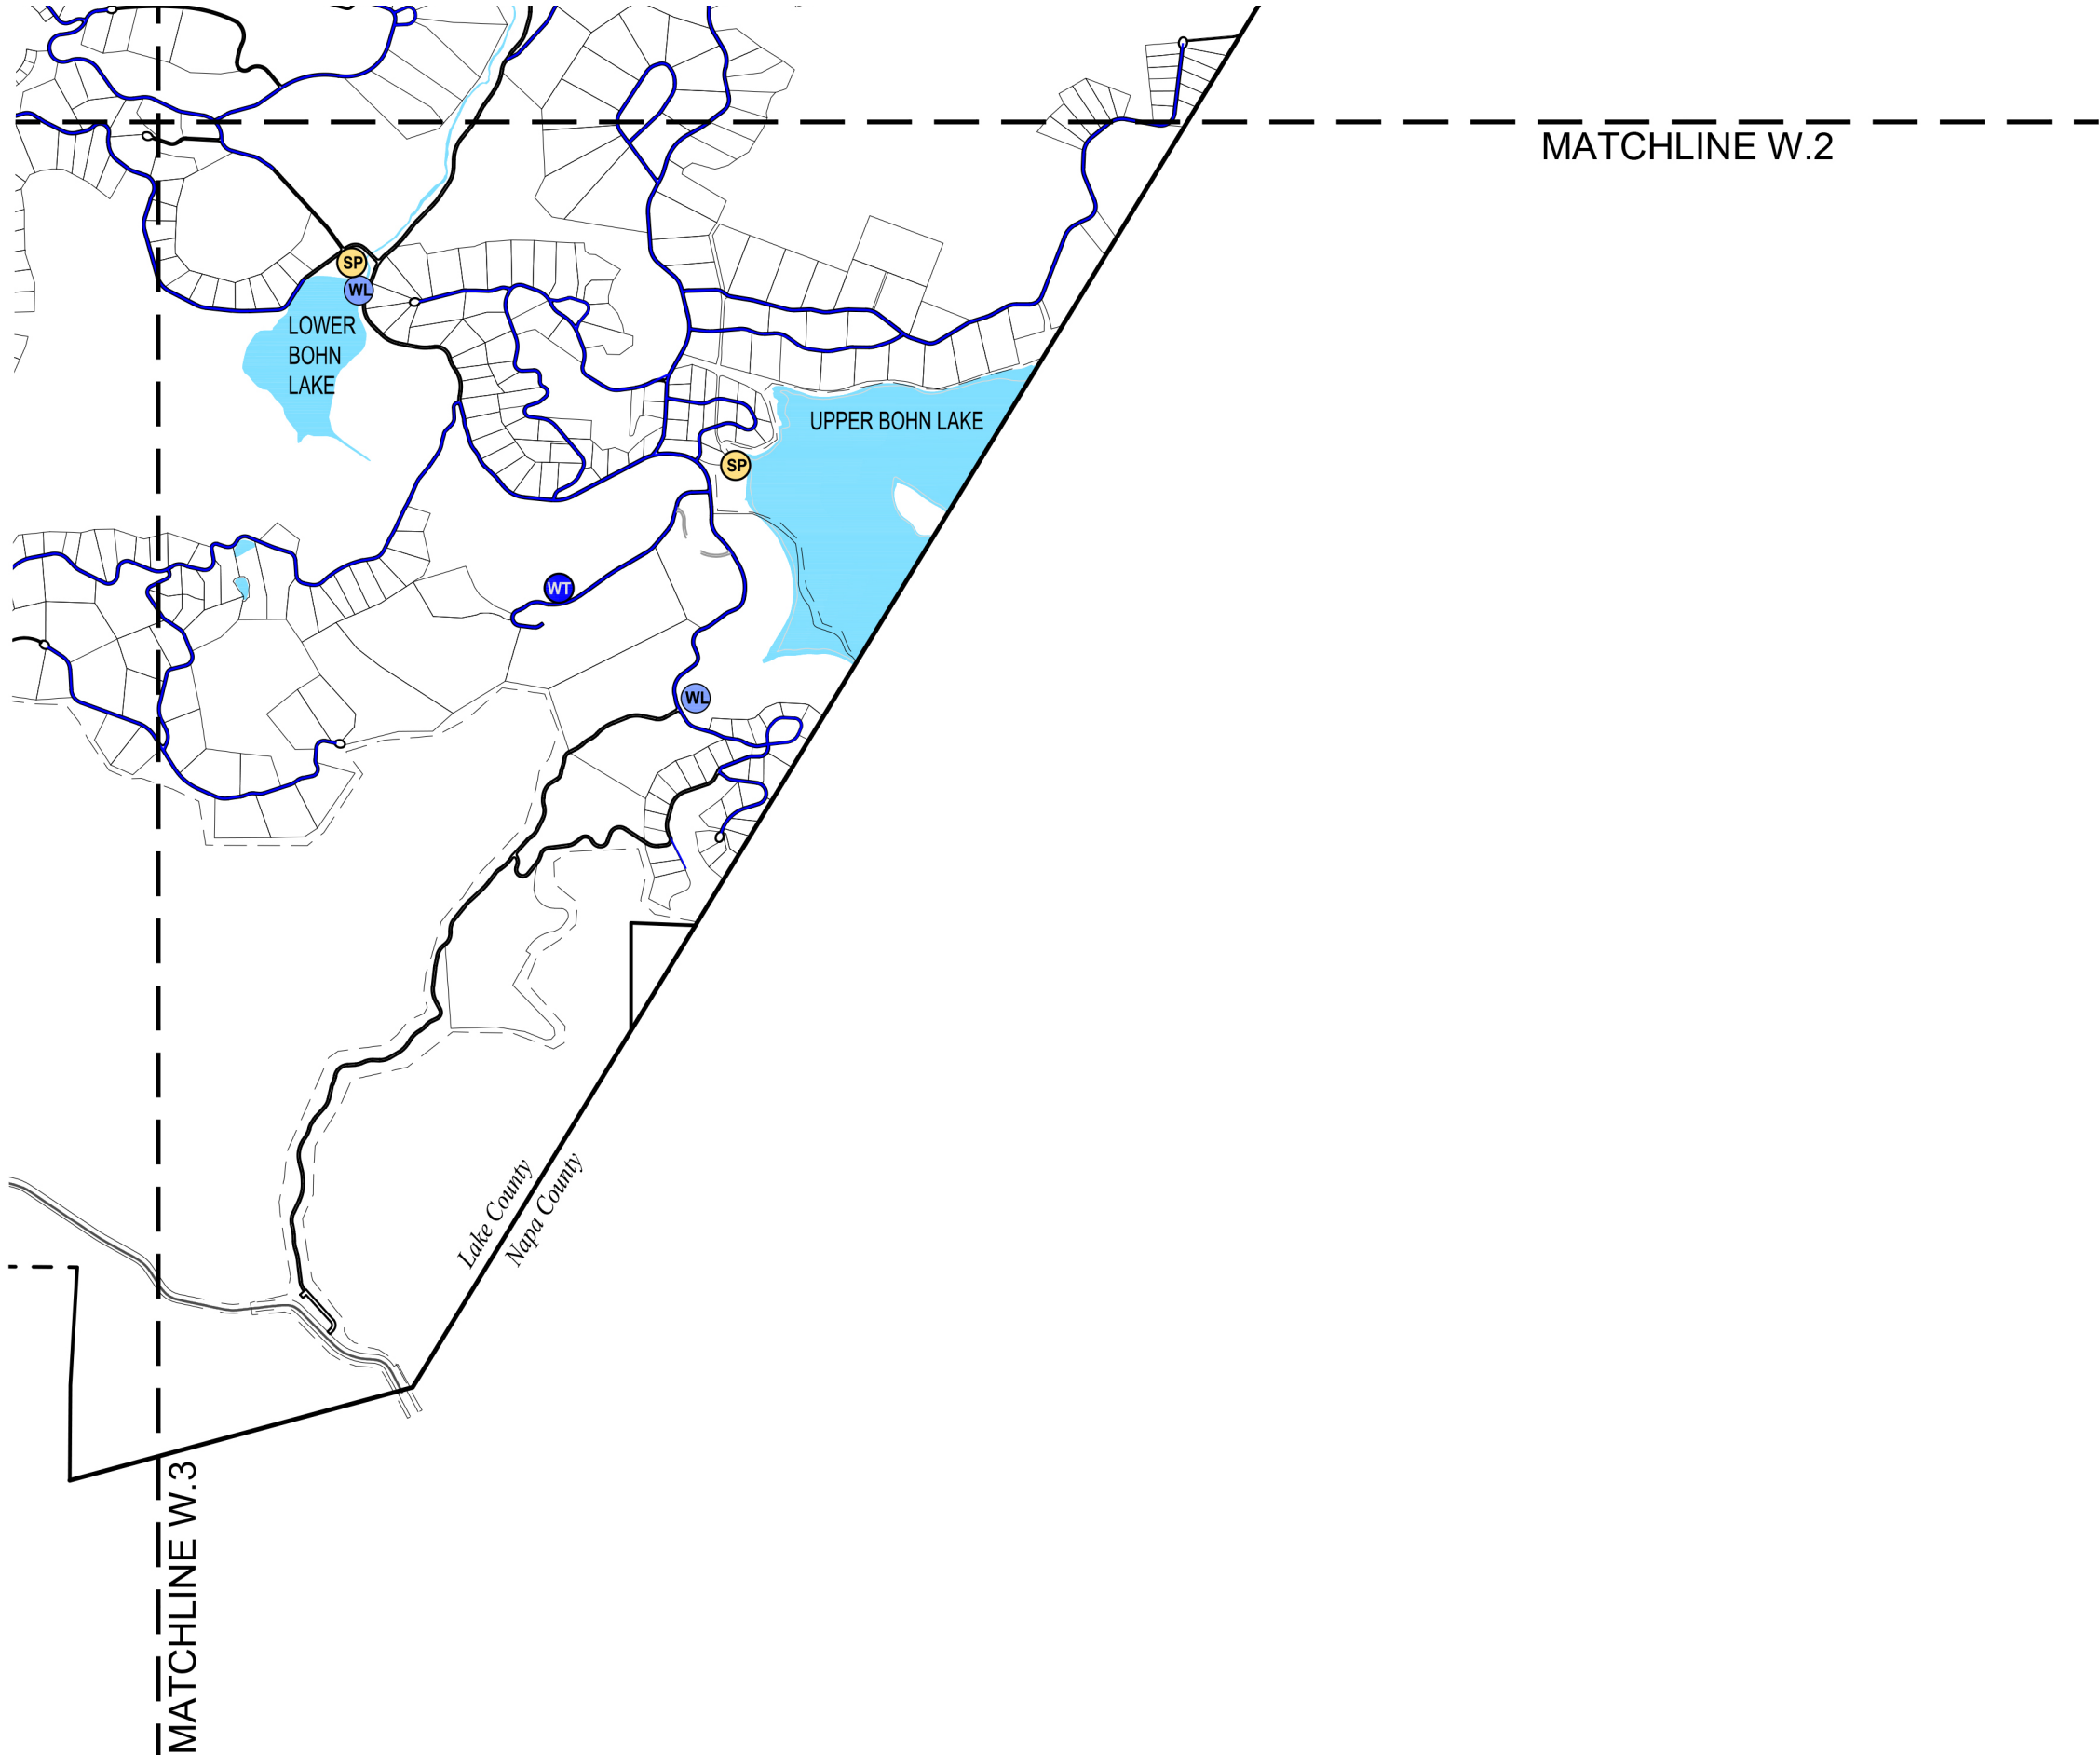 MATCHLINE W.2
SP
WL
LOWER
BOHN
LAKE
UPPER BOHN LAKE
SP
WT
WL
Lake County
Napa County
MATCHLINE W.3